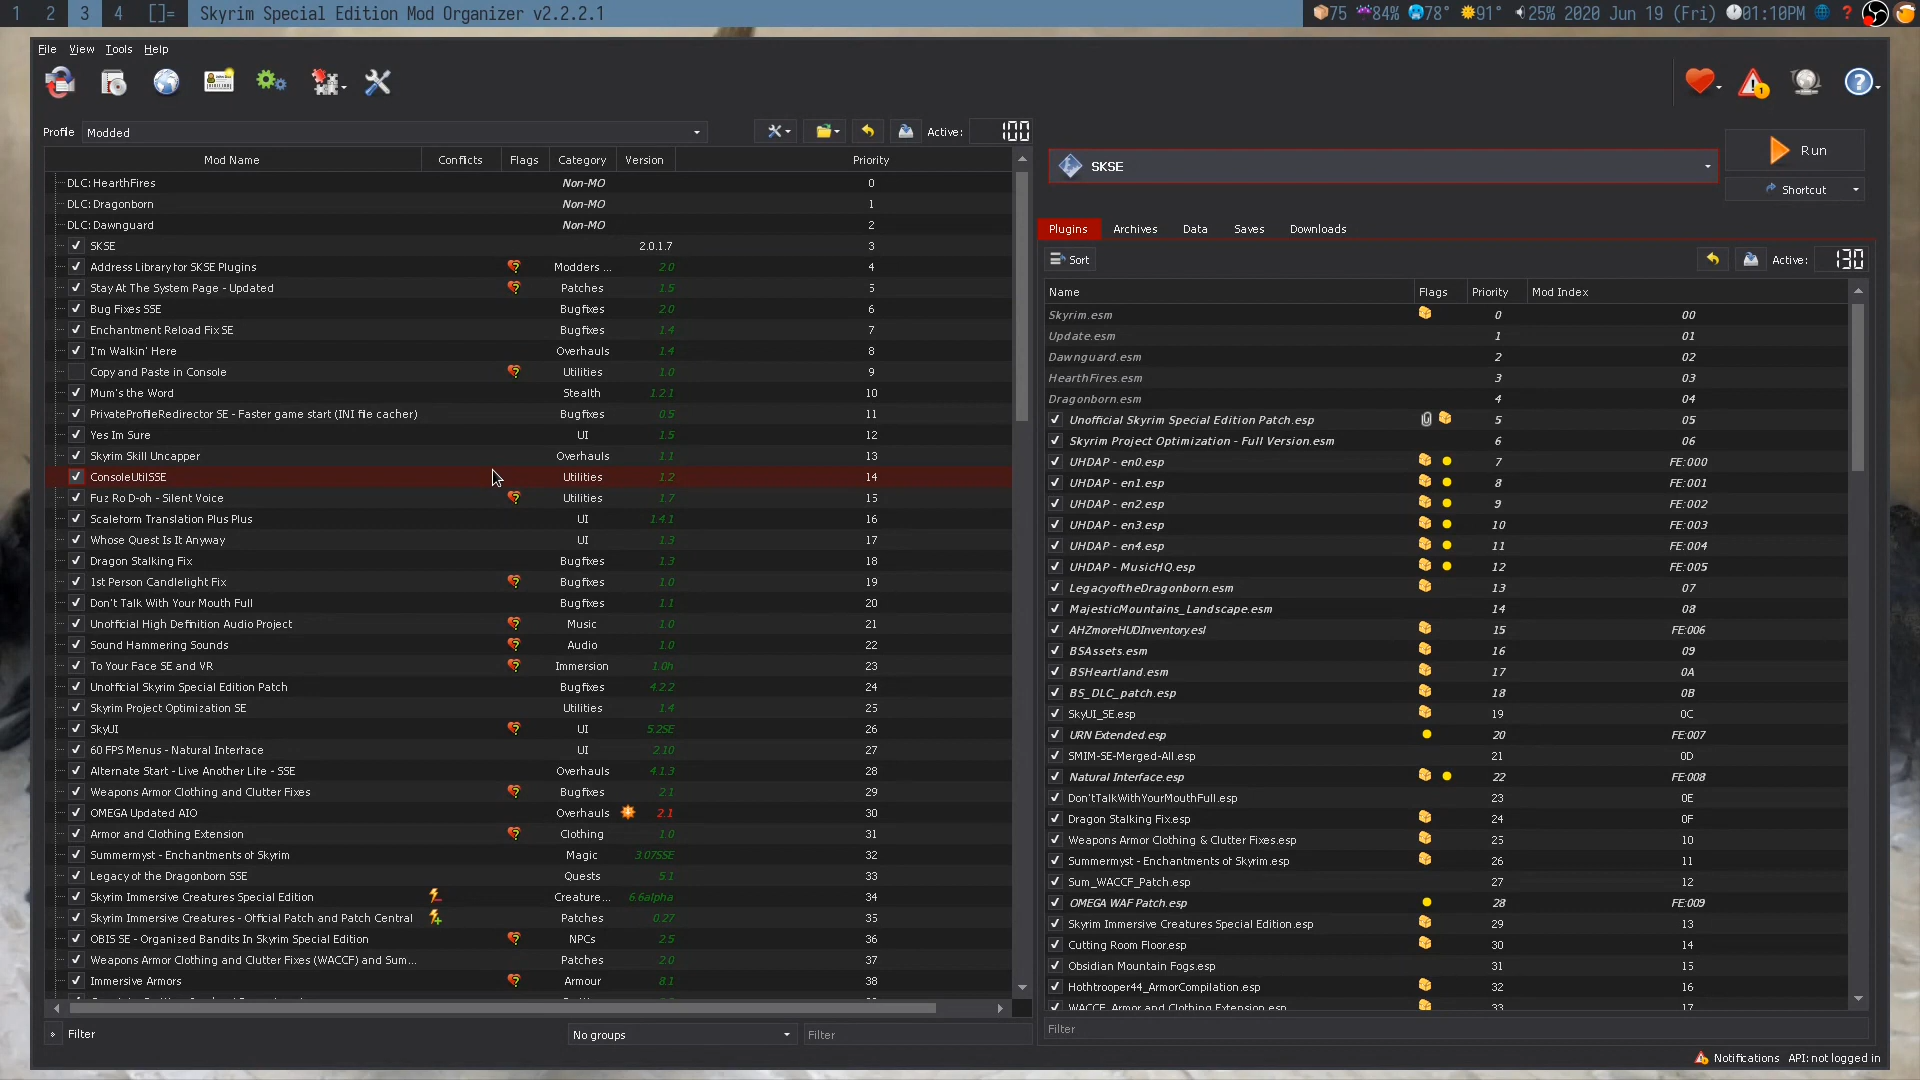 1 2 3 4 []= Skyrim Special Edition Mod Organizer v2.2.2.1 75 84% 78° 91° 25% 2020 Jun 19 (Fri) 01:10PM ?
File View Tools Help
Profile Modded Active: 100
Mod Name Conflicts Flags Category Version Priority
DLC: HearthFires Non-MO 0
DLC: Dragonborn Non-MO 1
DLC: Dawnguard Non-MO 2
SKSE 2.0.1.7 3
Address Library for SKSE Plugins Modders ... 2.0 4
Stay At The System Page - Updated Patches 1.5 5
Bug Fixes SSE Bugfixes 2.0 6
Enchantment Reload Fix SE Bugfixes 1.4 7
I'm Walkin' Here Overhauls 1.4 8
Copy and Paste in Console Utilities 1.0 9
Mum's the Word Stealth 1.2.1 10
PrivateProfileRedirector SE - Faster game start (INI file cacher) Bugfixes 0.5 11
Yes Im Sure UI 1.5 12
Skyrim Skill Uncapper Overhauls 1.1 13
ConsoleUtilSSE Utilities 1.2 14
Fuz Ro D-oh - Silent Voice Utilities 1.7 15
Scaleform Translation Plus Plus UI 1.4.1 16
Whose Quest Is It Anyway UI 1.3 17
Dragon Stalking Fix Bugfixes 1.3 18
1st Person Candlelight Fix Bugfixes 1.0 19
Don't Talk With Your Mouth Full Bugfixes 1.1 20
Unofficial High Definition Audio Project Music 1.0 21
Sound Hammering Sounds Audio 1.0 22
To Your Face SE and VR Immersion 1.0h 23
Unofficial Skyrim Special Edition Patch Bugfixes 4.2.2 24
Skyrim Project Optimization SE Utilities 1.4 25
SkyUI UI 5.2SE 26
60 FPS Menus - Natural Interface UI 2.10 27
Alternate Start - Live Another Life - SSE Overhauls 4.1.3 28
Weapons Armor Clothing and Clutter Fixes Bugfixes 2.1 29
OMEGA Updated AIO Overhauls 2.1 30
Armor and Clothing Extension Clothing 1.0 31
Summermyst - Enchantments of Skyrim Magic 3.07SSE 32
Legacy of the Dragonborn SSE Quests 5.1 33
Skyrim Immersive Creatures Special Edition Creature... 6.6alpha 34
Skyrim Immersive Creatures - Official Patch and Patch Central Patches 0.27 35
OBIS SE - Organized Bandits In Skyrim Special Edition NPCs 2.5 36
Weapons Armor Clothing and Clutter Fixes (WACCF) and Sum... Patches 2.0 37
Immersive Armors Armour 8.1 38
» Filter No groups Filter
SKSE
Run
Shortcut
Plugins Archives Data Saves Downloads
Sort Active: 130
Name Flags Priority Mod Index
Skyrim.esm 0 00
Update.esm 1 01
Dawnguard.esm 2 02
HearthFires.esm 3 03
Dragonborn.esm 4 04
Unofficial Skyrim Special Edition Patch.esp 5 05
Skyrim Project Optimization - Full Version.esm 6 06
UHDAP - en0.esp 7 FE:000
UHDAP - en1.esp 8 FE:001
UHDAP - en2.esp 9 FE:002
UHDAP - en3.esp 10 FE:003
UHDAP - en4.esp 11 FE:004
UHDAP - MusicHQ.esp 12 FE:005
LegacyoftheDragonborn.esm 13 07
MajesticMountains_Landscape.esm 14 08
AHZmoreHUDInventory.esl 15 FE:006
BSAssets.esm 16 09
BSHeartland.esm 17 0A
BS_DLC_patch.esp 18 0B
SkyUI_SE.esp 19 0C
URN Extended.esp 20 FE:007
SMIM-SE-Merged-All.esp 21 0D
Natural Interface.esp 22 FE:008
Don'tTalkWithYourMouthFull.esp 23 0E
Dragon Stalking Fix.esp 24 0F
Weapons Armor Clothing & Clutter Fixes.esp 25 10
Summermyst - Enchantments of Skyrim.esp 26 11
Sum_WACCF_Patch.esp 27 12
OMEGA WAF Patch.esp 28 FE:009
Skyrim Immersive Creatures Special Edition.esp 29 13
Cutting Room Floor.esp 30 14
Obsidian Mountain Fogs.esp 31 15
Hothtrooper44_ArmorCompilation.esp 32 16
WACCF_Armor and Clothing Extension.esp 33 17
Filter
Notifications API: not logged in